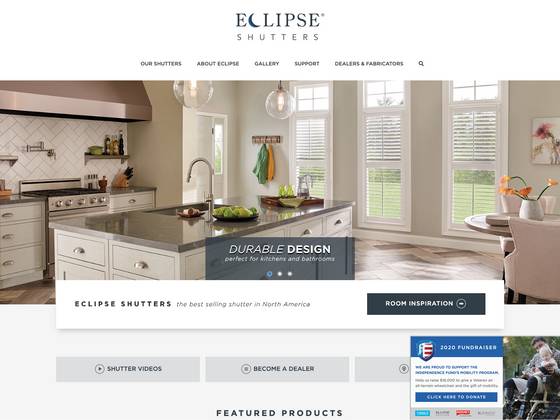 ECLIPSE®
SHUTTERS
OUR SHUTTERS ABOUT ECLIPSE GALLERY SUPPORT DEALERS & FABRICATORS
DURABLE DESIGN
perfect for kitchens and bathrooms
ECLIPSE SHUTTERS the best selling shutter in North America
ROOM INSPIRATION
SHUTTER VIDEOS
BECOME A DEALER
2020 FUNDRAISER
WE ARE PROUD TO SUPPORT THE
INDEPENDENCE FUND'S MOBILITY PROGRAM.
Help us raise $16,000 to give a Veteran an
all-terrain wheelchair and the gift of mobility.
CLICK HERE TO DONATE
FEATURED PRODUCTS